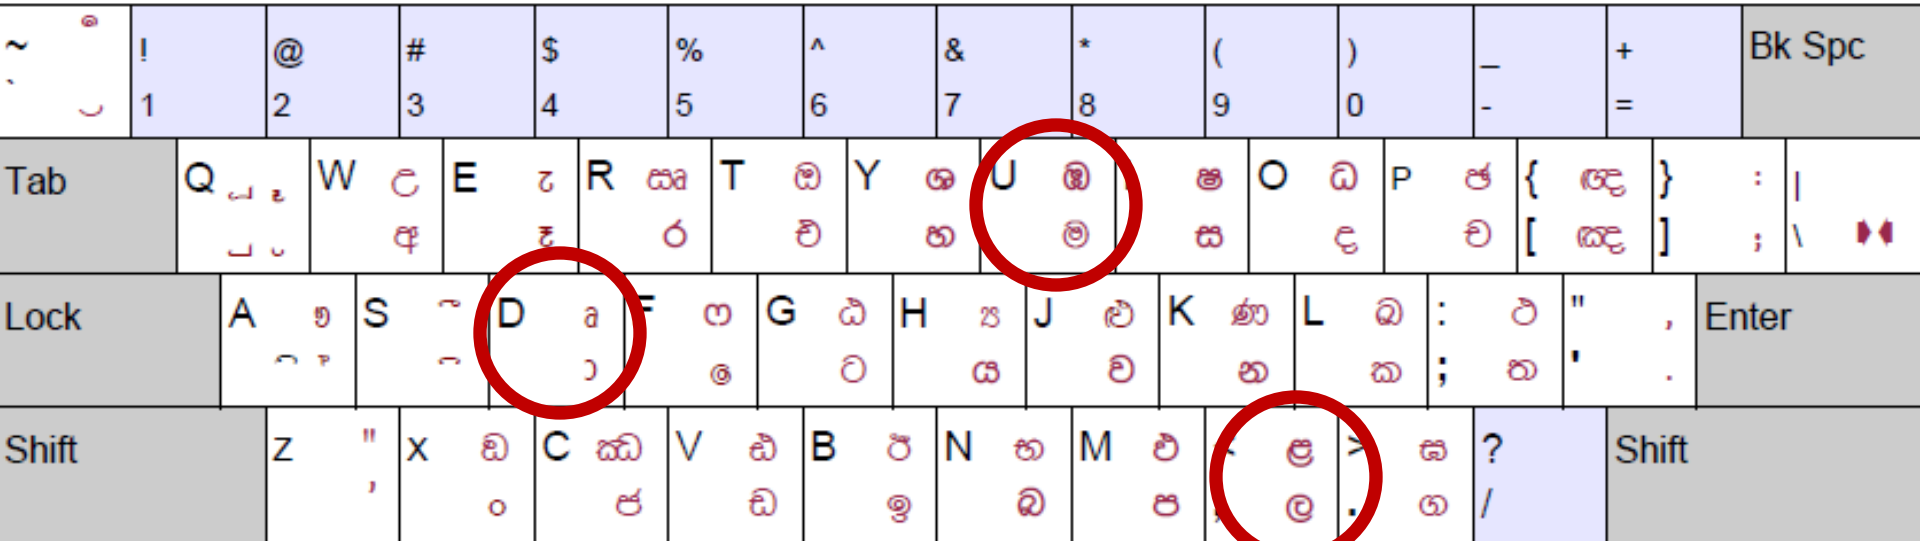 ~ ! @ # $ % ^ & * ( ) _ + Bk Spc
` 1 2 3 4 5 6 7 8 9 0 - =
Tab Q W උ E R ඍ T ඔ Y ශ U ඹ ෂ O ධ P ඡ { ඥ } : |
අ ර එ හ ම ස ද ච [ ඤ ] ; \
Lock A S D ෘ F ඟ G ඨ H J ළු K ණ L ඛ : ථ " , Enter
ා ෙ ට ය ව න ක ; ත ' .
Shift Z " X ඞ C ඣ V ඪ B ඊ N භ M ඵ ළ > ඝ ? Shift
' ං ජ ඩ ඉ බ ප ල . ග /